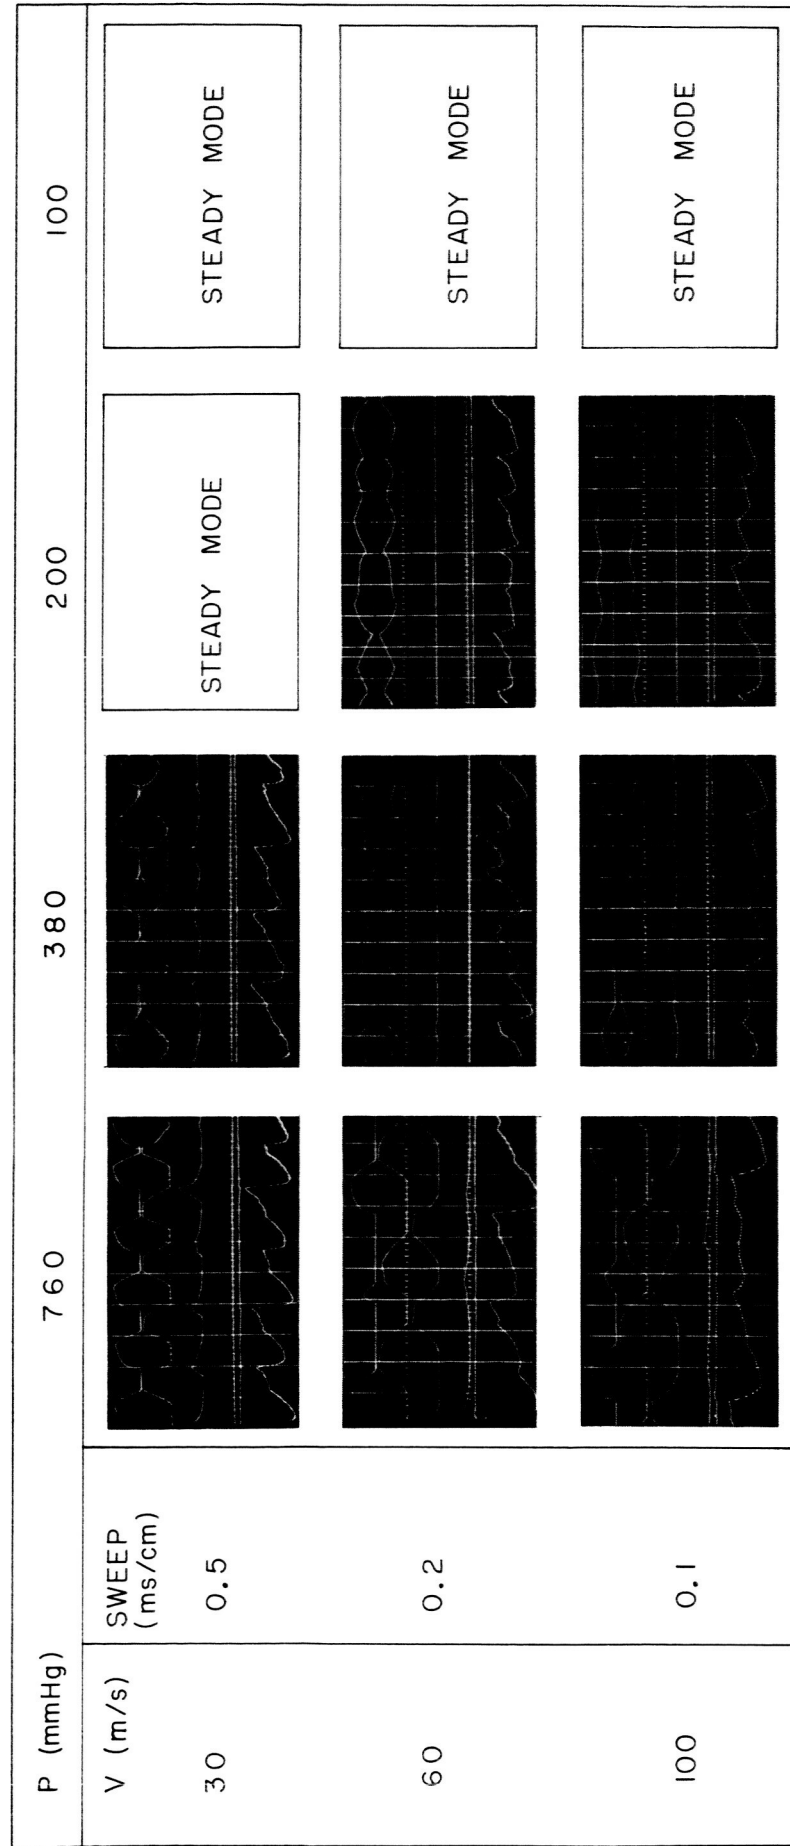 P (mmHg) 760 380 200 100
V (m/s) SWEEP
(ms/cm)
30 0.5 STEADY MODE STEADY MODE
60 0.2 STEADY MODE
100 0.1 STEADY MODE